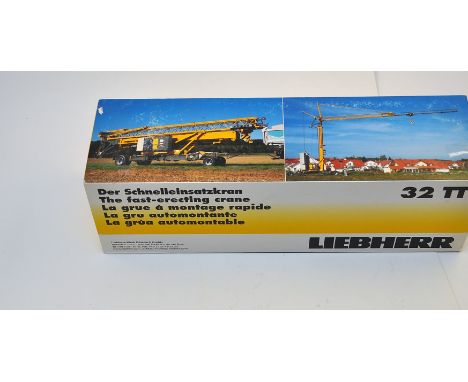 Der Schnelleinsatzkran
The fast-erecting crane
La grue à montage rapide
La gru automontante
La grúa automontable
32 TT
LIEBHERR